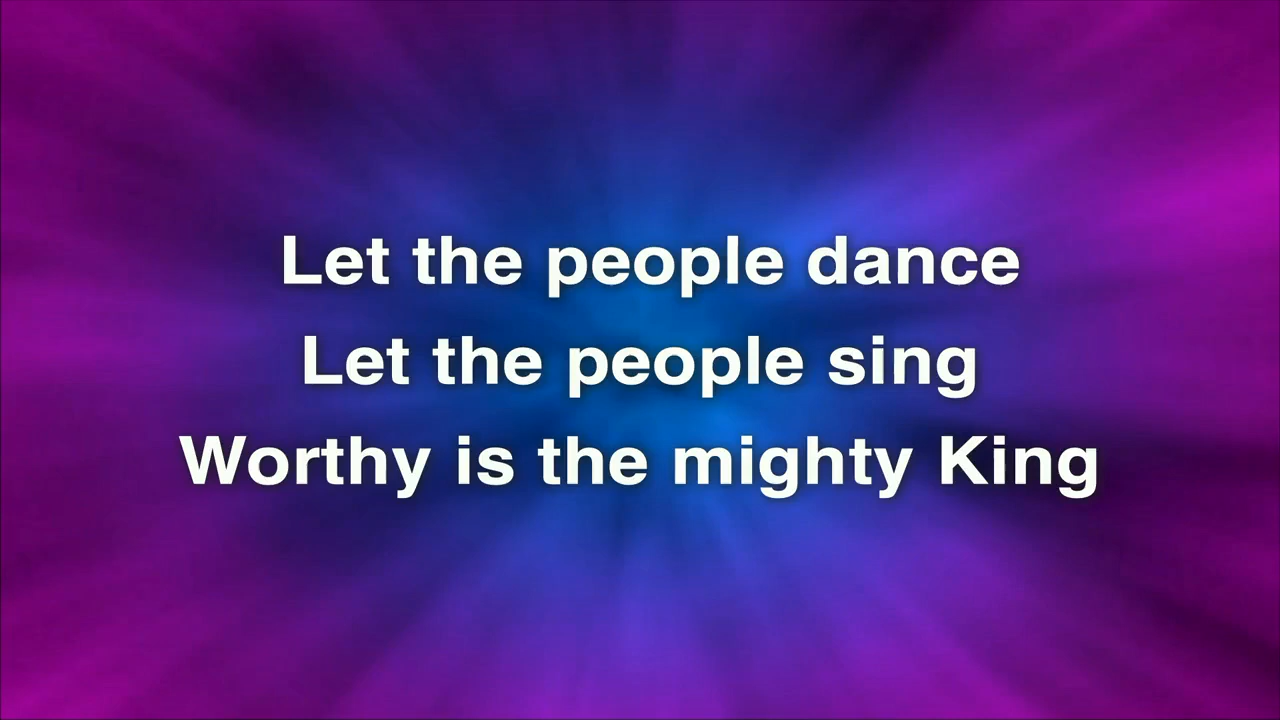 Let the people dance
Let the people sing
Worthy is the mighty King